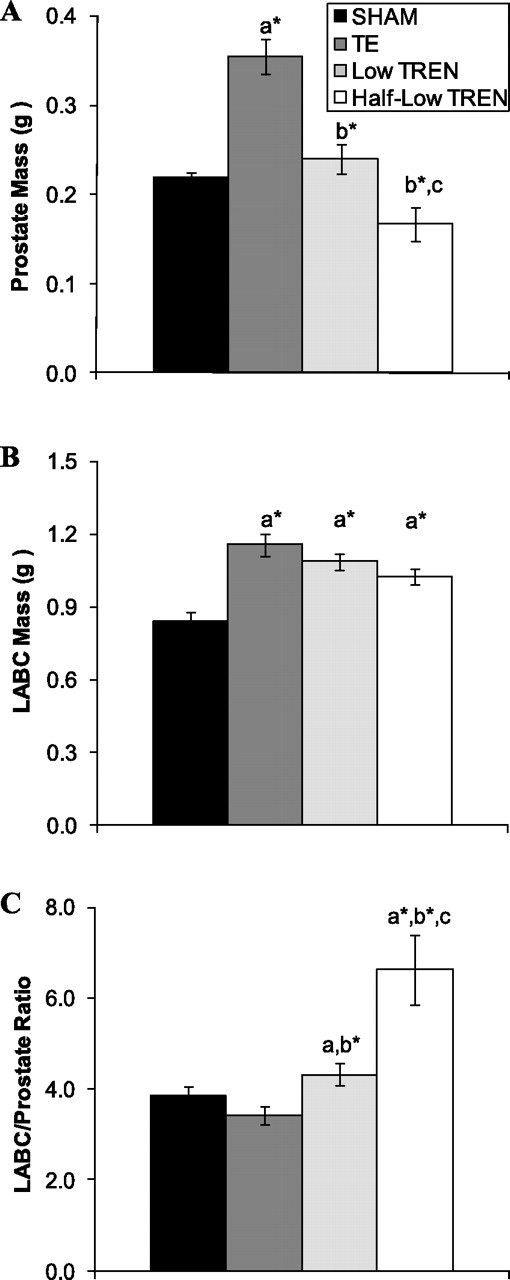 A
0.4
0.3
0.2
0.1
0.0
Prostate Mass (g )
SHAM
TE
Low TREN
Half-Low TREN
a*
b*
b*,c
B
1.5
1.2
0.9
0.6
0.3
0.0
LABC Mass (g )
a*
a*
a*
C
8.0
6.0
4.0
2.0
0.0
LABC/Prostate Ratio
a,b*
a*,b*,c